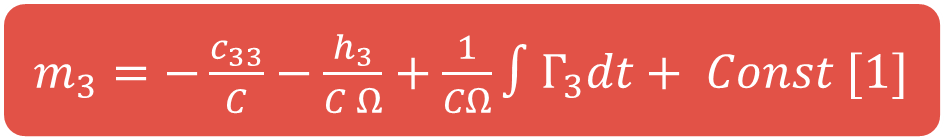 m₃ = − c₃₃/C − h₃/(C Ω) + 1/(CΩ) ∫ Γ₃dt + Const [1]